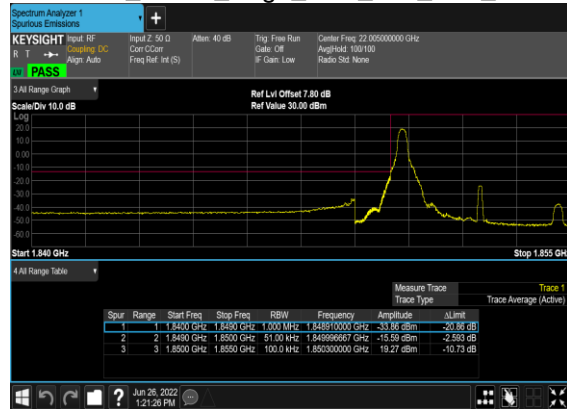 Spectrum Analyzer 1
Spurious Emissions
+
KEYSIGHT Input: RF Input Z: 50 Ω Atten: 40 dB Trig: Free Run Center Freq: 22.005000000 GHz
R T Coupling: DC Corr CCorr Gate: Off Avg|Hold: 100/100
Align: Auto Freq Ref: Int (S) IF Gain: Low Radio Std: None
PASS
3 All Range Graph Ref Lvl Offset 7.80 dB
Scale/Div 10.0 dB Ref Value 30.00 dBm
Log
20.0
10.0
0.00
-10.0
-20.0
-30.0
-40.0
-50.0
-60.0
Start 1.840 GHz Stop 1.855 GHz
4 All Range Table
Measure Trace Trace 1
Trace Type Trace Average (Active)
Spur Range Start Freq Stop Freq RBW Frequency Amplitude ΔLimit
1 1 1.8400 GHz 1.8490 GHz 1.000 MHz 1.848910000 GHz -33.86 dBm -20.86 dB
2 2 1.8490 GHz 1.8500 GHz 51.00 kHz 1.849996667 GHz -15.59 dBm -2.593 dB
3 3 1.8500 GHz 1.8550 GHz 100.0 kHz 1.850300000 GHz 19.27 dBm -10.73 dB
? Jun 26, 2022
1:21:26 PM